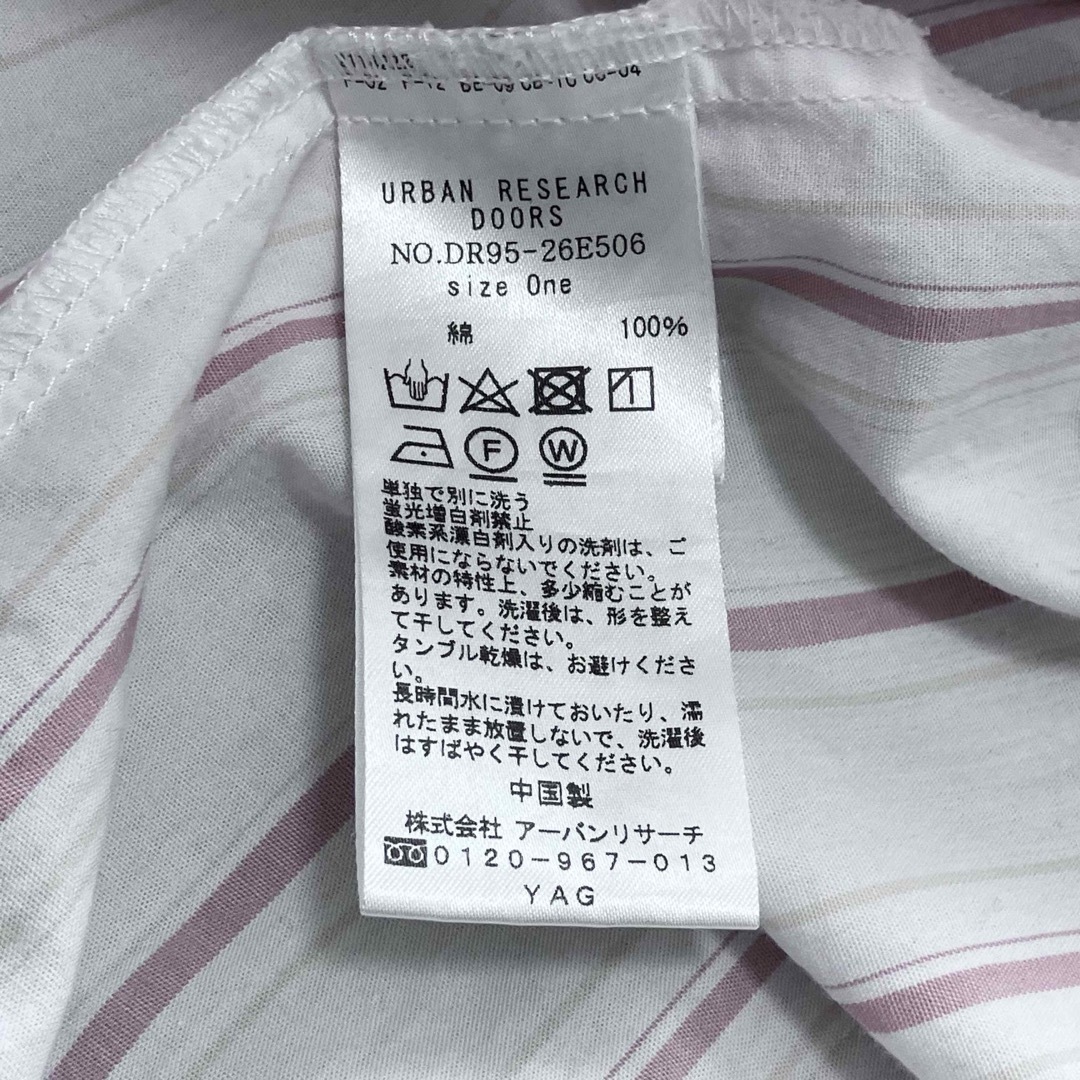 URBAN RESEARCH
DOORS
NO.DR95-26E506
size One
綿 100%
F W
単独で別に洗う
蛍光増白剤禁止
酸素系漂白剤入りの洗剤は、ご
使用にならないでください。
素材の特性上、多少縮むことが
あります。洗濯後は、形を整え
て干してください。
タンブル乾燥は、お避けくださ
い。
長時間水に漬けておいたり、濡
れたまま放置しないで、洗濯後
はすばやく干してください。
中国製
株式会社 アーバンリサーチ
0120-967-013
YAG